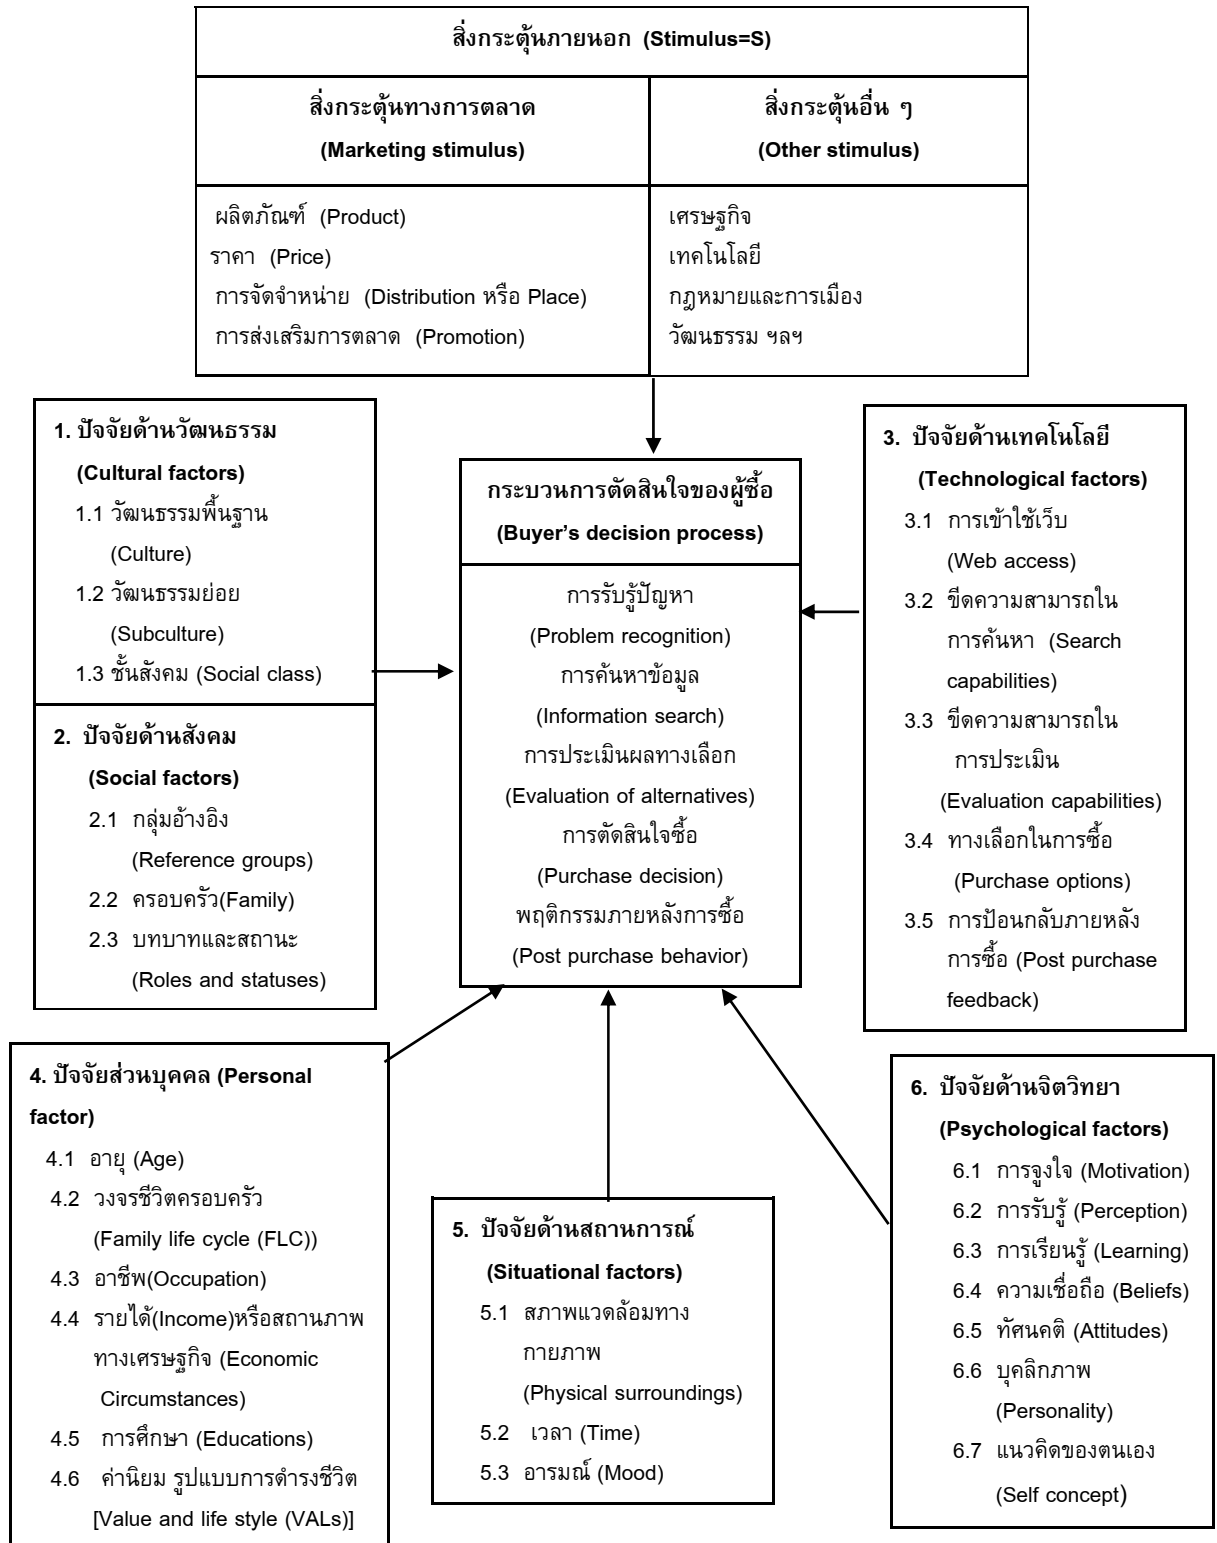 สิ่งกระตุ้นภายนอก (Stimulus=S)
สิ่งกระตุ้นทางการตลาด
(Marketing stimulus)
สิ่งกระตุ้นอื่น ๆ
(Other stimulus)
ผลิตภัณฑ์ (Product)
ราคา (Price)
การจัดจำหน่าย (Distribution หรือ Place)
การส่งเสริมการตลาด (Promotion)
เศรษฐกิจ
เทคโนโลยี
กฎหมายและการเมือง
วัฒนธรรม ฯลฯ
1. ปัจจัยด้านวัฒนธรรม
(Cultural factors)
1.1 วัฒนธรรมพื้นฐาน
(Culture)
1.2 วัฒนธรรมย่อย
(Subculture)
1.3 ชั้นสังคม (Social class)
2. ปัจจัยด้านสังคม
(Social factors)
2.1 กลุ่มอ้างอิง
(Reference groups)
2.2 ครอบครัว(Family)
2.3 บทบาทและสถานะ
(Roles and statuses)
กระบวนการตัดสินใจของผู้ซื้อ
(Buyer’s decision process)
การรับรู้ปัญหา
(Problem recognition)
การค้นหาข้อมูล
(Information search)
การประเมินผลทางเลือก
(Evaluation of alternatives)
การตัดสินใจซื้อ
(Purchase decision)
พฤติกรรมภายหลังการซื้อ
(Post purchase behavior)
3. ปัจจัยด้านเทคโนโลยี
(Technological factors)
3.1 การเข้าใช้เว็บ
(Web access)
3.2 ขีดความสามารถใน
การค้นหา (Search
capabilities)
3.3 ขีดความสามารถใน
การประเมิน
(Evaluation capabilities)
3.4 ทางเลือกในการซื้อ
(Purchase options)
3.5 การป้อนกลับภายหลัง
การซื้อ (Post purchase
feedback)
4. ปัจจัยส่วนบุคคล (Personal
factor)
4.1 อายุ (Age)
4.2 วงจรชีวิตครอบครัว
(Family life cycle (FLC))
4.3 อาชีพ(Occupation)
4.4 รายได้(Income)หรือสถานภาพ
ทางเศรษฐกิจ (Economic
Circumstances)
4.5 การศึกษา (Educations)
4.6 ค่านิยม รูปแบบการดำรงชีวิต
[Value and life style (VALs)]
5. ปัจจัยด้านสถานการณ์
(Situational factors)
5.1 สภาพแวดล้อมทาง
กายภาพ
(Physical surroundings)
5.2 เวลา (Time)
5.3 อารมณ์ (Mood)
6. ปัจจัยด้านจิตวิทยา
(Psychological factors)
6.1 การจูงใจ (Motivation)
6.2 การรับรู้ (Perception)
6.3 การเรียนรู้ (Learning)
6.4 ความเชื่อถือ (Beliefs)
6.5 ทัศนคติ (Attitudes)
6.6 บุคลิกภาพ
(Personality)
6.7 แนวคิดของตนเอง
(Self concept)